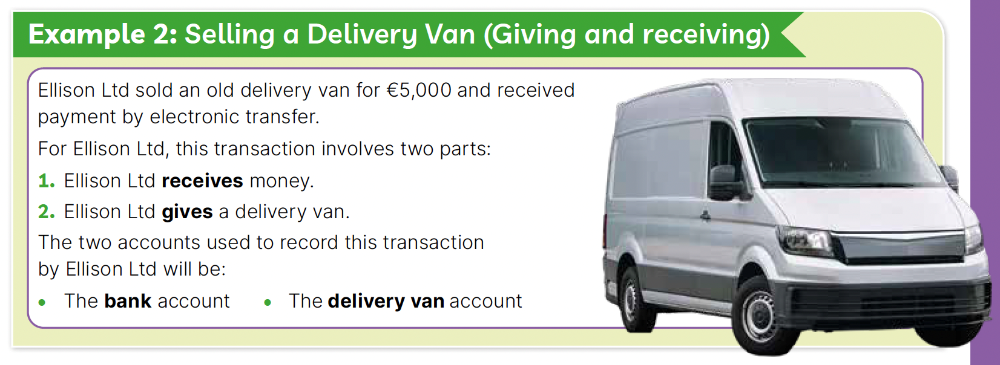 Example 2: Selling a Delivery Van (Giving and receiving)
Ellison Ltd sold an old delivery van for €5,000 and received
payment by electronic transfer.
For Ellison Ltd, this transaction involves two parts:
1. Ellison Ltd receives money.
2. Ellison Ltd gives a delivery van.
The two accounts used to record this transaction
by Ellison Ltd will be:
• The bank account • The delivery van account